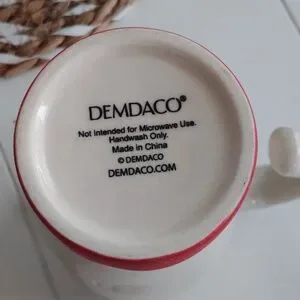 DEMDACO®
Not Intended for Microwave Use.
Handwash Only.
Made in China
© DEMDACO
DEMDACO.COM